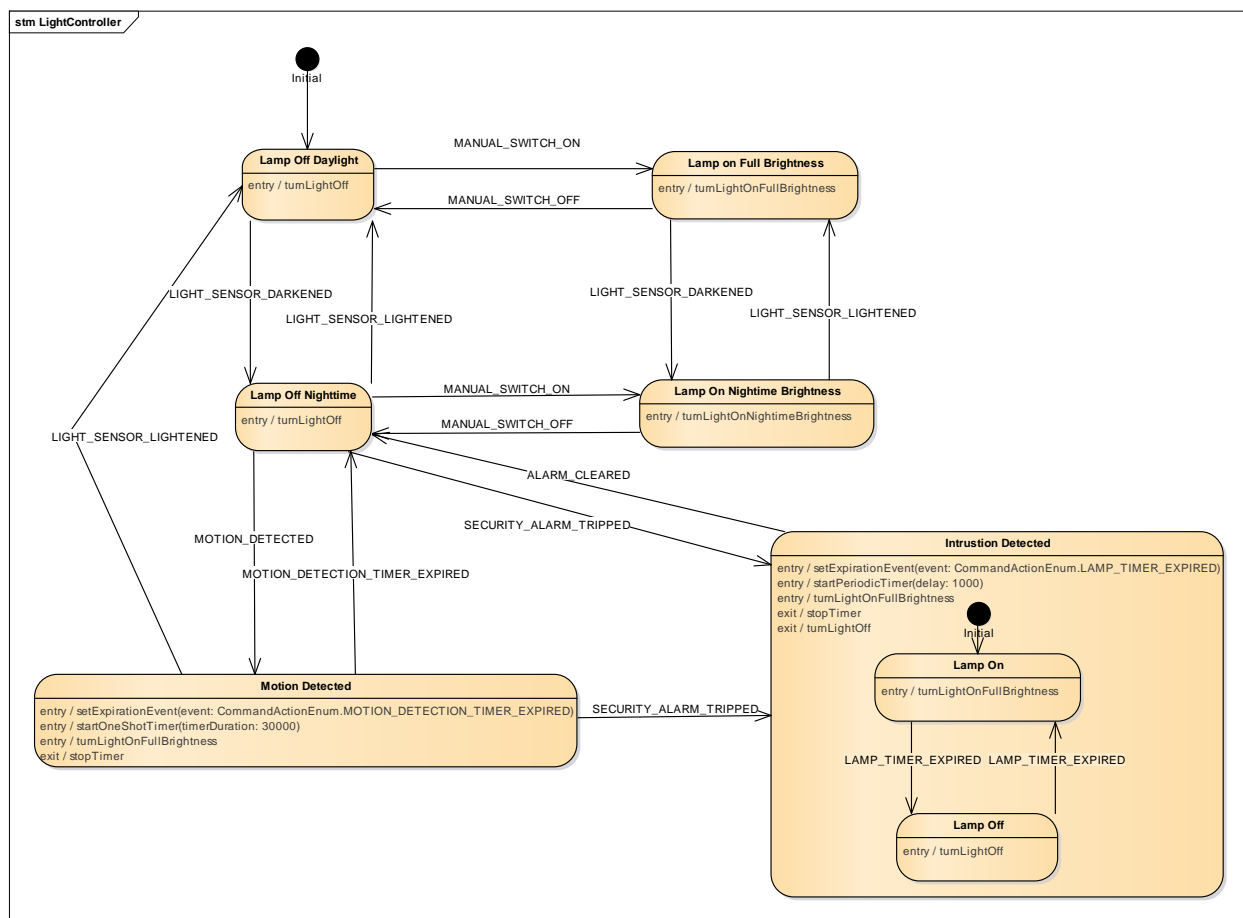 stm LightController
Initial
Lamp Off Daylight
entry / turnLightOff
MANUAL_SWITCH_ON
Lamp on Full Brightness
entry / turnLightOnFullBrightness
MANUAL_SWITCH_OFF
LIGHT_SENSOR_DARKENED
LIGHT_SENSOR_LIGHTENED
LIGHT_SENSOR_DARKENED
LIGHT_SENSOR_LIGHTENED
Lamp Off Nighttime
entry / turnLightOff
MANUAL_SWITCH_ON
Lamp On Nightime Brightness
entry / turnLightOnNightimeBrightness
MANUAL_SWITCH_OFF
LIGHT_SENSOR_LIGHTENED
ALARM_CLEARED
SECURITY_ALARM_TRIPPED
MOTION_DETECTED
MOTION_DETECTION_TIMER_EXPIRED
Intrustion Detected
entry / setExpirationEvent(event: CommandActionEnum.LAMP_TIMER_EXPIRED)
entry / startPeriodicTimer(delay: 1000)
entry / turnLightOnFullBrightness
exit / stopTimer
exit / turnLightOff
Initial
Lamp On
entry / turnLightOnFullBrightness
LAMP_TIMER_EXPIRED
LAMP_TIMER_EXPIRED
Lamp Off
entry / turnLightOff
Motion Detected
entry / setExpirationEvent(event: CommandActionEnum.MOTION_DETECTION_TIMER_EXPIRED)
entry / startOneShotTimer(timerDuration: 30000)
entry / turnLightOnFullBrightness
exit / stopTimer
SECURITY_ALARM_TRIPPED